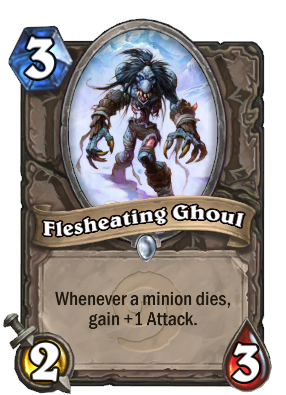 3
Flesheating Ghoul
Whenever a minion dies,
gain +1 Attack.
2
3